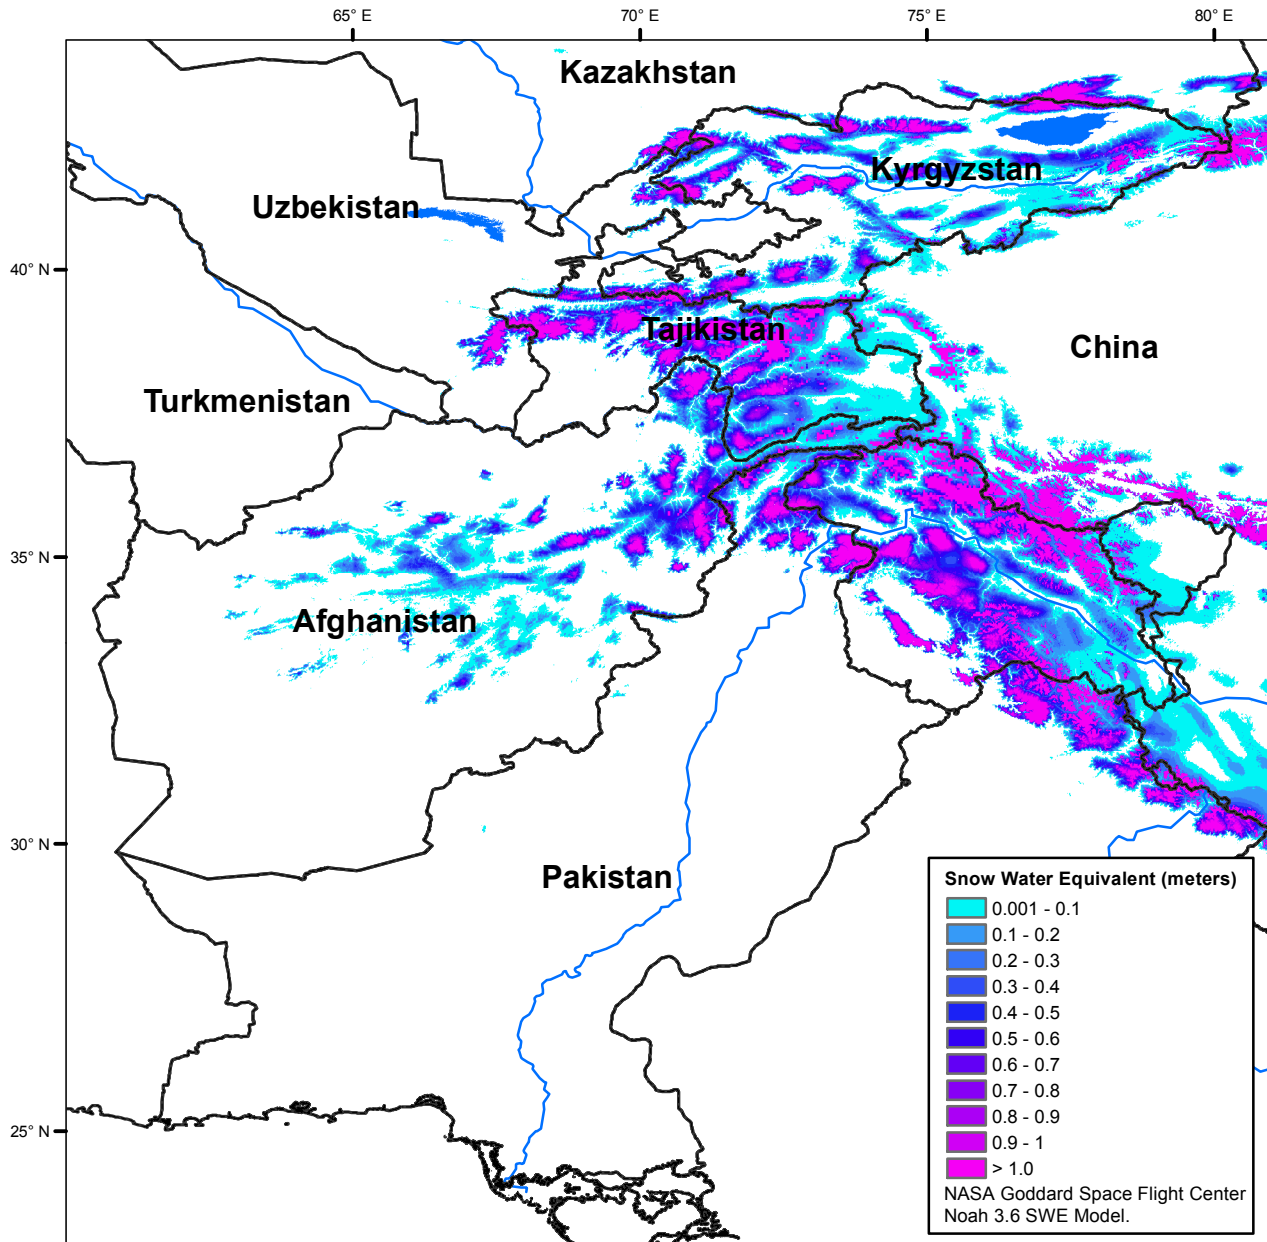 65° E
70° E
75° E
80° E
Kazakhstan
Kyrgyzstan
Uzbekistan
40° N
Tajikistan
China
Turkmenistan
35° N
Afghanistan
30° N
Pakistan
25° N
Snow Water Equivalent (meters)
0.001 - 0.1
0.1 - 0.2
0.2 - 0.3
0.3 - 0.4
0.4 - 0.5
0.5 - 0.6
0.6 - 0.7
0.7 - 0.8
0.8 - 0.9
0.9 - 1
> 1.0
NASA Goddard Space Flight Center
Noah 3.6 SWE Model.